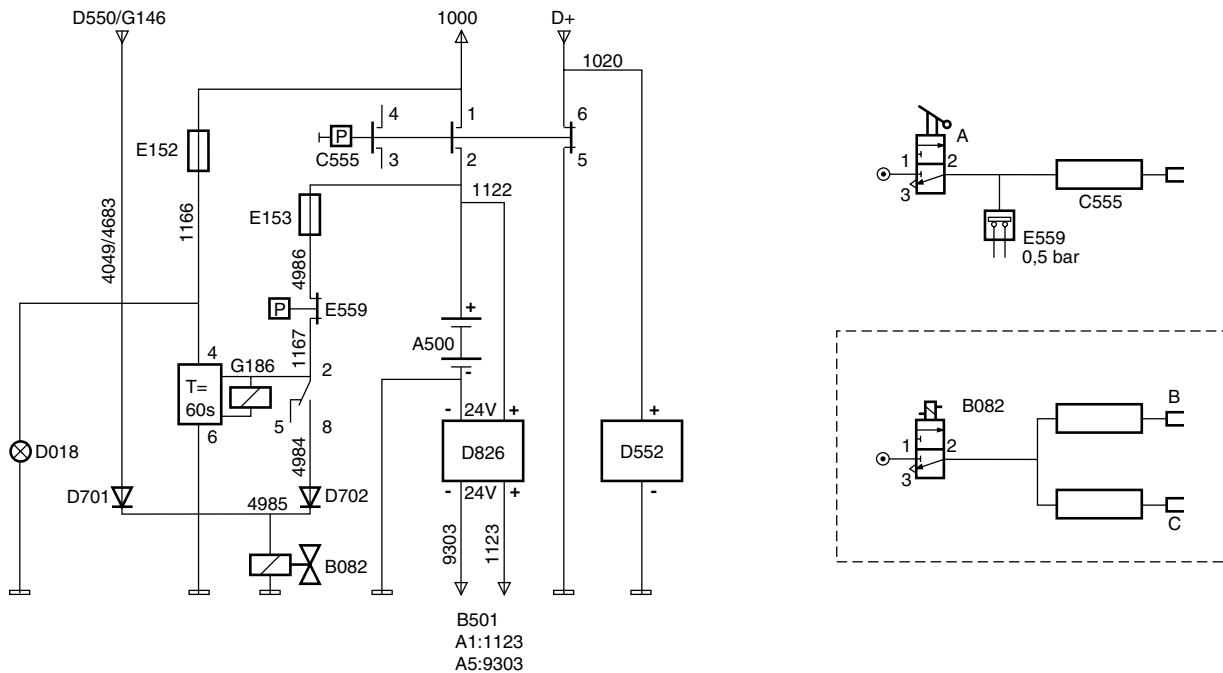 D550/G146
1000
D+
1020
4
1
6
P
C555
3
2
5
E152
1122
E153
1166
4049/4683
4986
P
E559
1167
+
A500
-
4
G186
2
T=
60s
5
8
6
- 24V +
D826
- 24V +
+
D552
-
D018
4984
D701
4985
D702
9303
1123
B082
B501
A1:1123
A5:9303
A
1
2
3
C555
E559
0,5 bar
B
B082
1
2
3
C